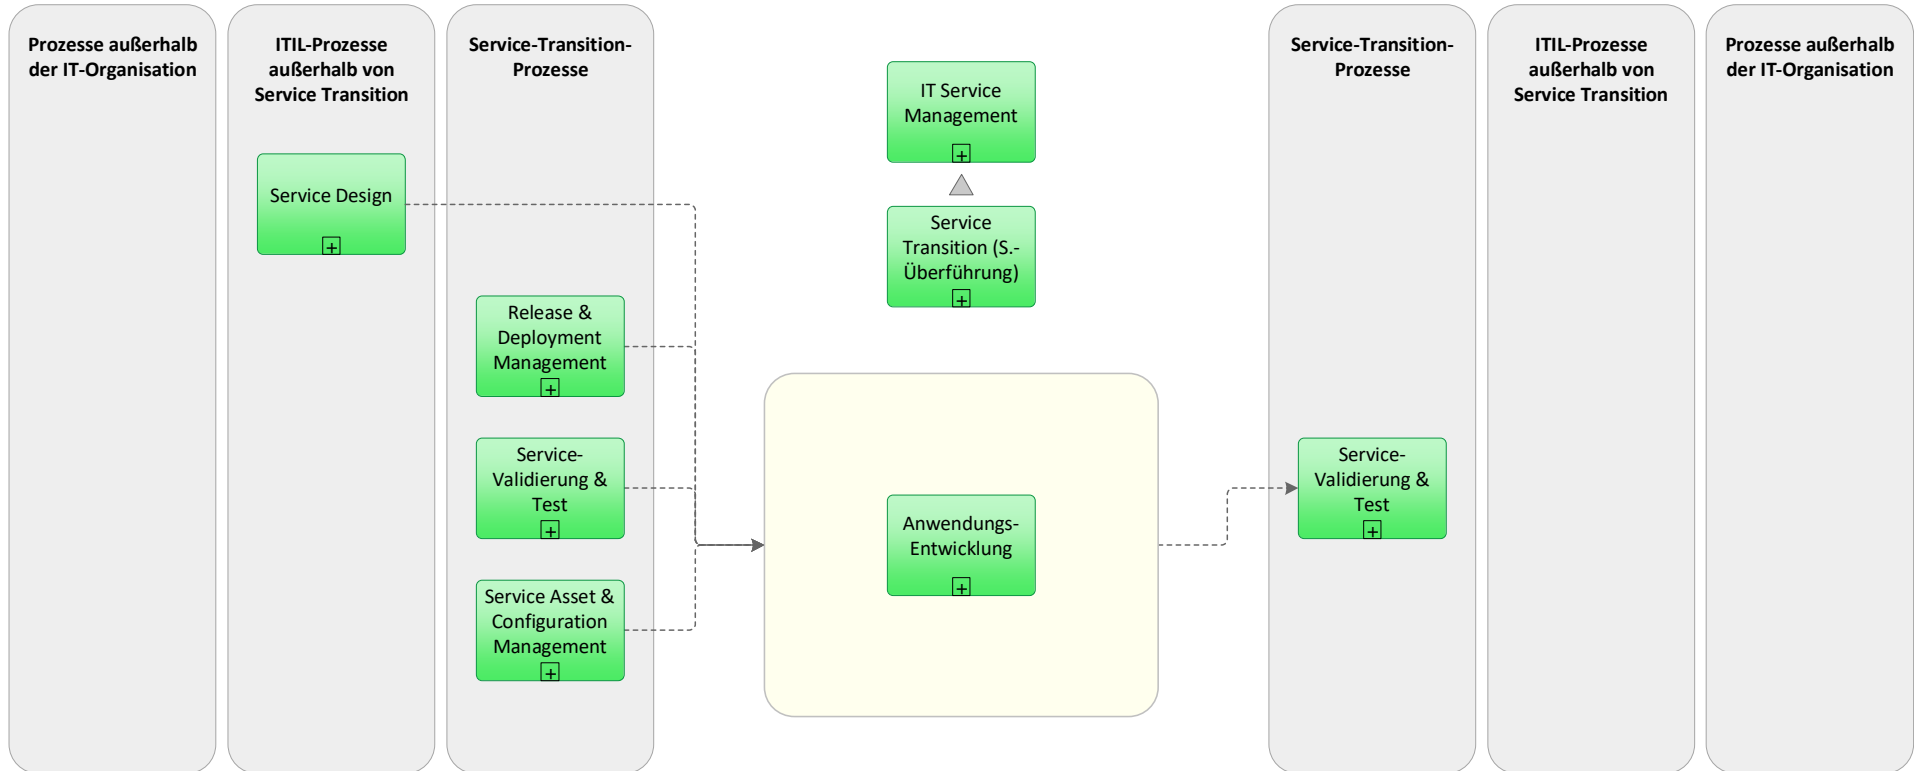 Prozesse außerhalb
der IT-Organisation
ITIL-Prozesse
außerhalb von
Service Transition
Service-Transition-
Prozesse
Service-Transition-
Prozesse
ITIL-Prozesse
außerhalb von
Service Transition
Prozesse außerhalb
der IT-Organisation
IT Service
Management
Service Design
Service
Transition (S.-
Überführung)
Release &
Deployment
Management
Service-
Validierung &
Test
Service Asset &
Configuration
Management
Anwendungs-
Entwicklung
Service-
Validierung &
Test